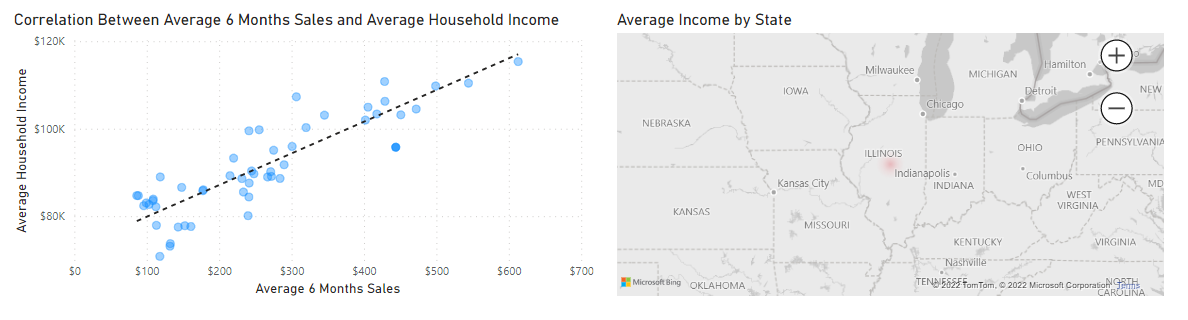 Correlation Between Average 6 Months Sales and Average Household Income
$120K
$100K
$80K
Average Household Income
$0 $100 $200 $300 $400 $500 $600 $700
Average 6 Months Sales
Average Income by State
Milwaukee
MICHIGAN
Hamilton
IOWA
Detroit
NEW
Chicago
NEBRASKA
PENNSYLVANIA
ILLINOIS
OHIO
Indianapolis
Columbus
INDIANA
Kansas City
MD
WEST
VIRGINIA
KANSAS
MISSOURI
KENTUCKY
VIRGINIA
Nashville
Microsoft Bing
OKLAHOMA
TENNESSEE
© 2022 TomTom, © 2022 Microsoft Corporation Terms
NORTH
CAROLINA